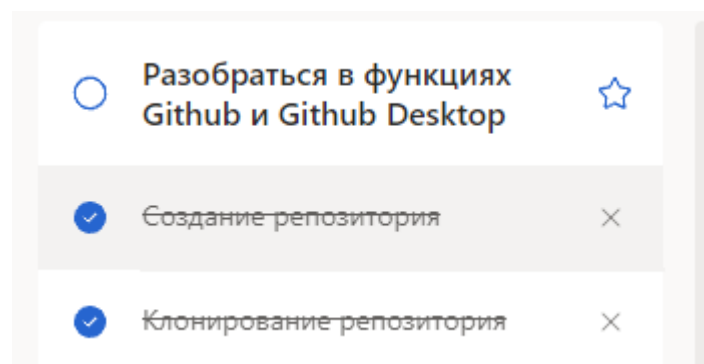 Разобраться в функциях
Github и Github Desktop
Создание репозитория
Клонирование репозитория